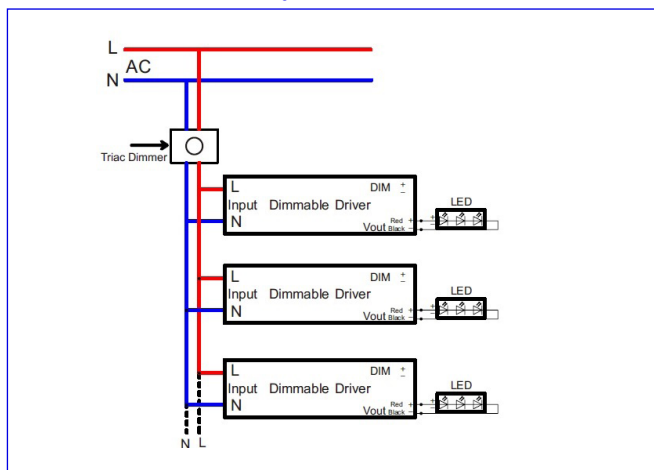 L
AC
N
Triac Dimmer
L DIM + -
Input Dimmable Driver
N Vout Red + Black -
+ - LED
L DIM + -
Input Dimmable Driver
N Vout Red + Black -
+ - LED
L DIM + -
Input Dimmable Driver
N Vout Red + Black -
+ - LED
N L